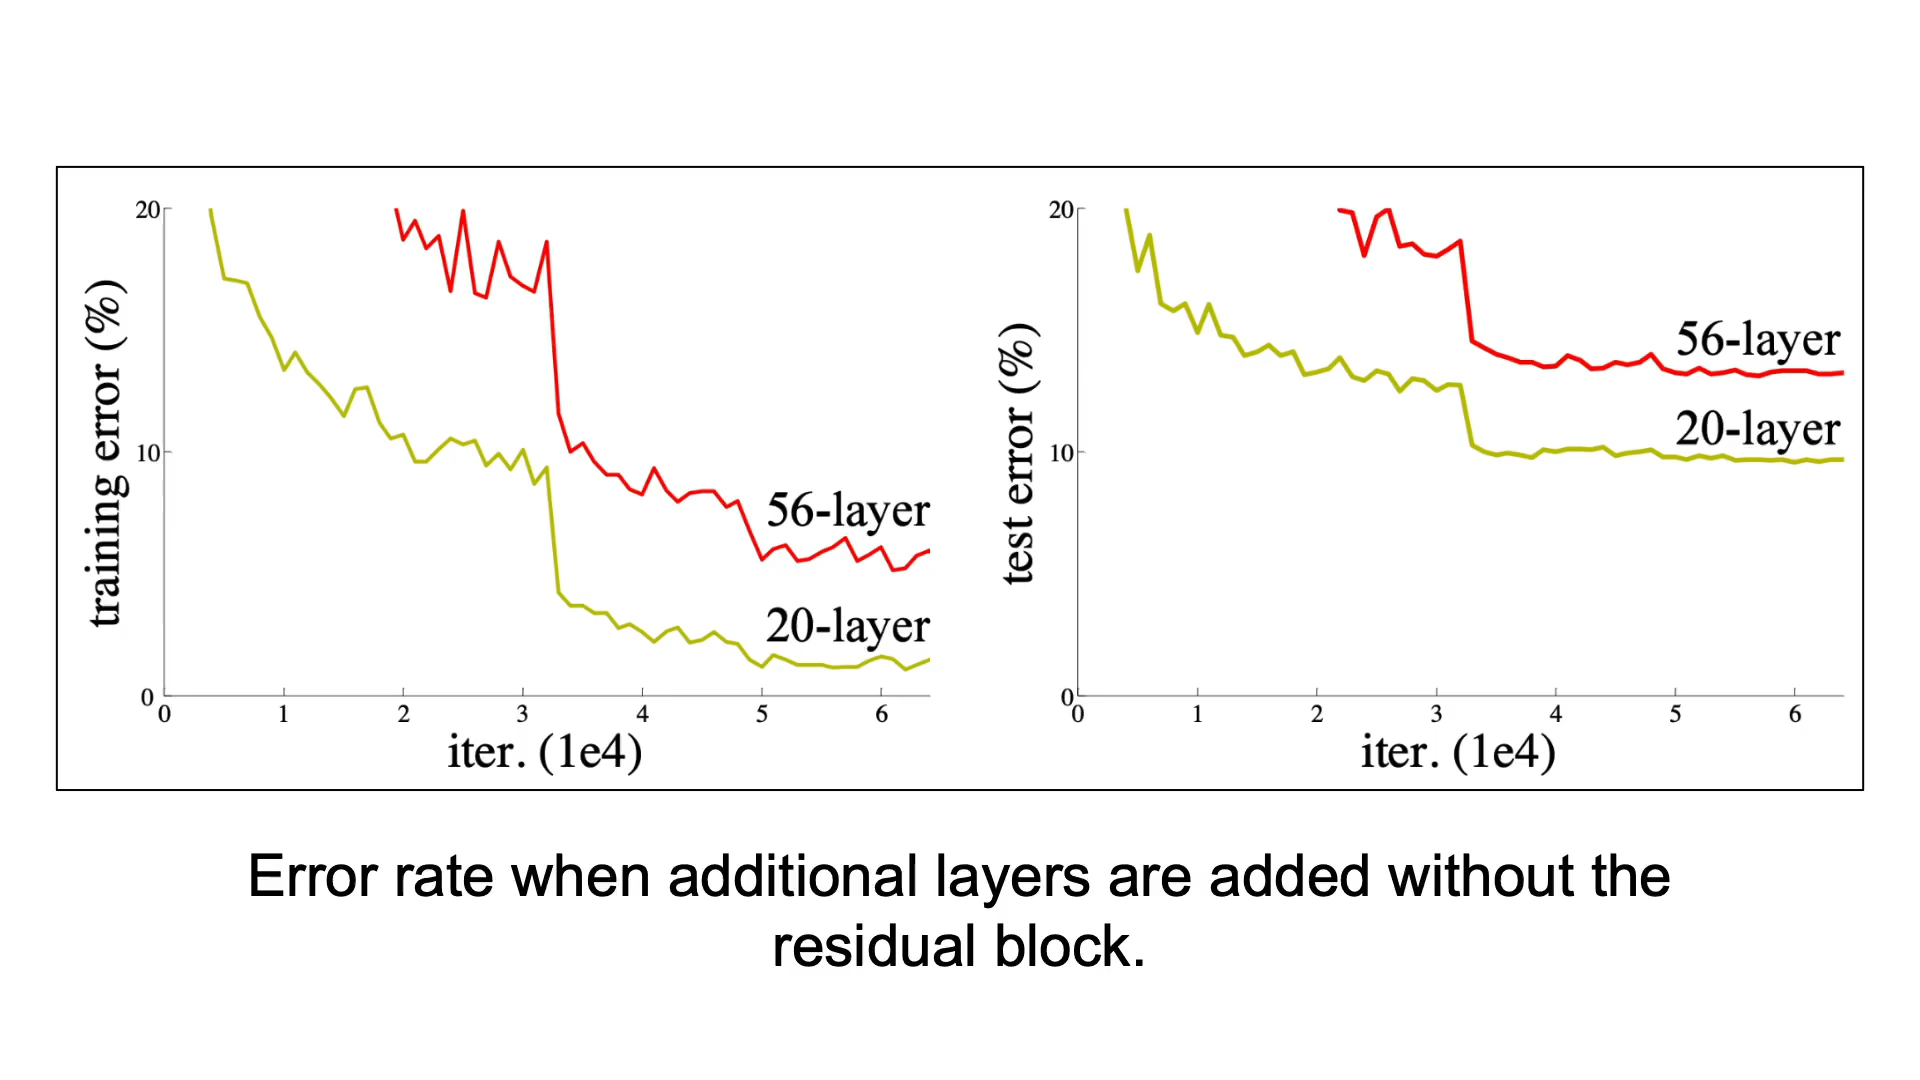 training error (%)
20
10
0
0 1 2 3 4 5 6
iter. (1e4)
56-layer
20-layer
test error (%)
20
10
0
0 1 2 3 4 5 6
iter. (1e4)
56-layer
20-layer
Error rate when additional layers are added without the
residual block.